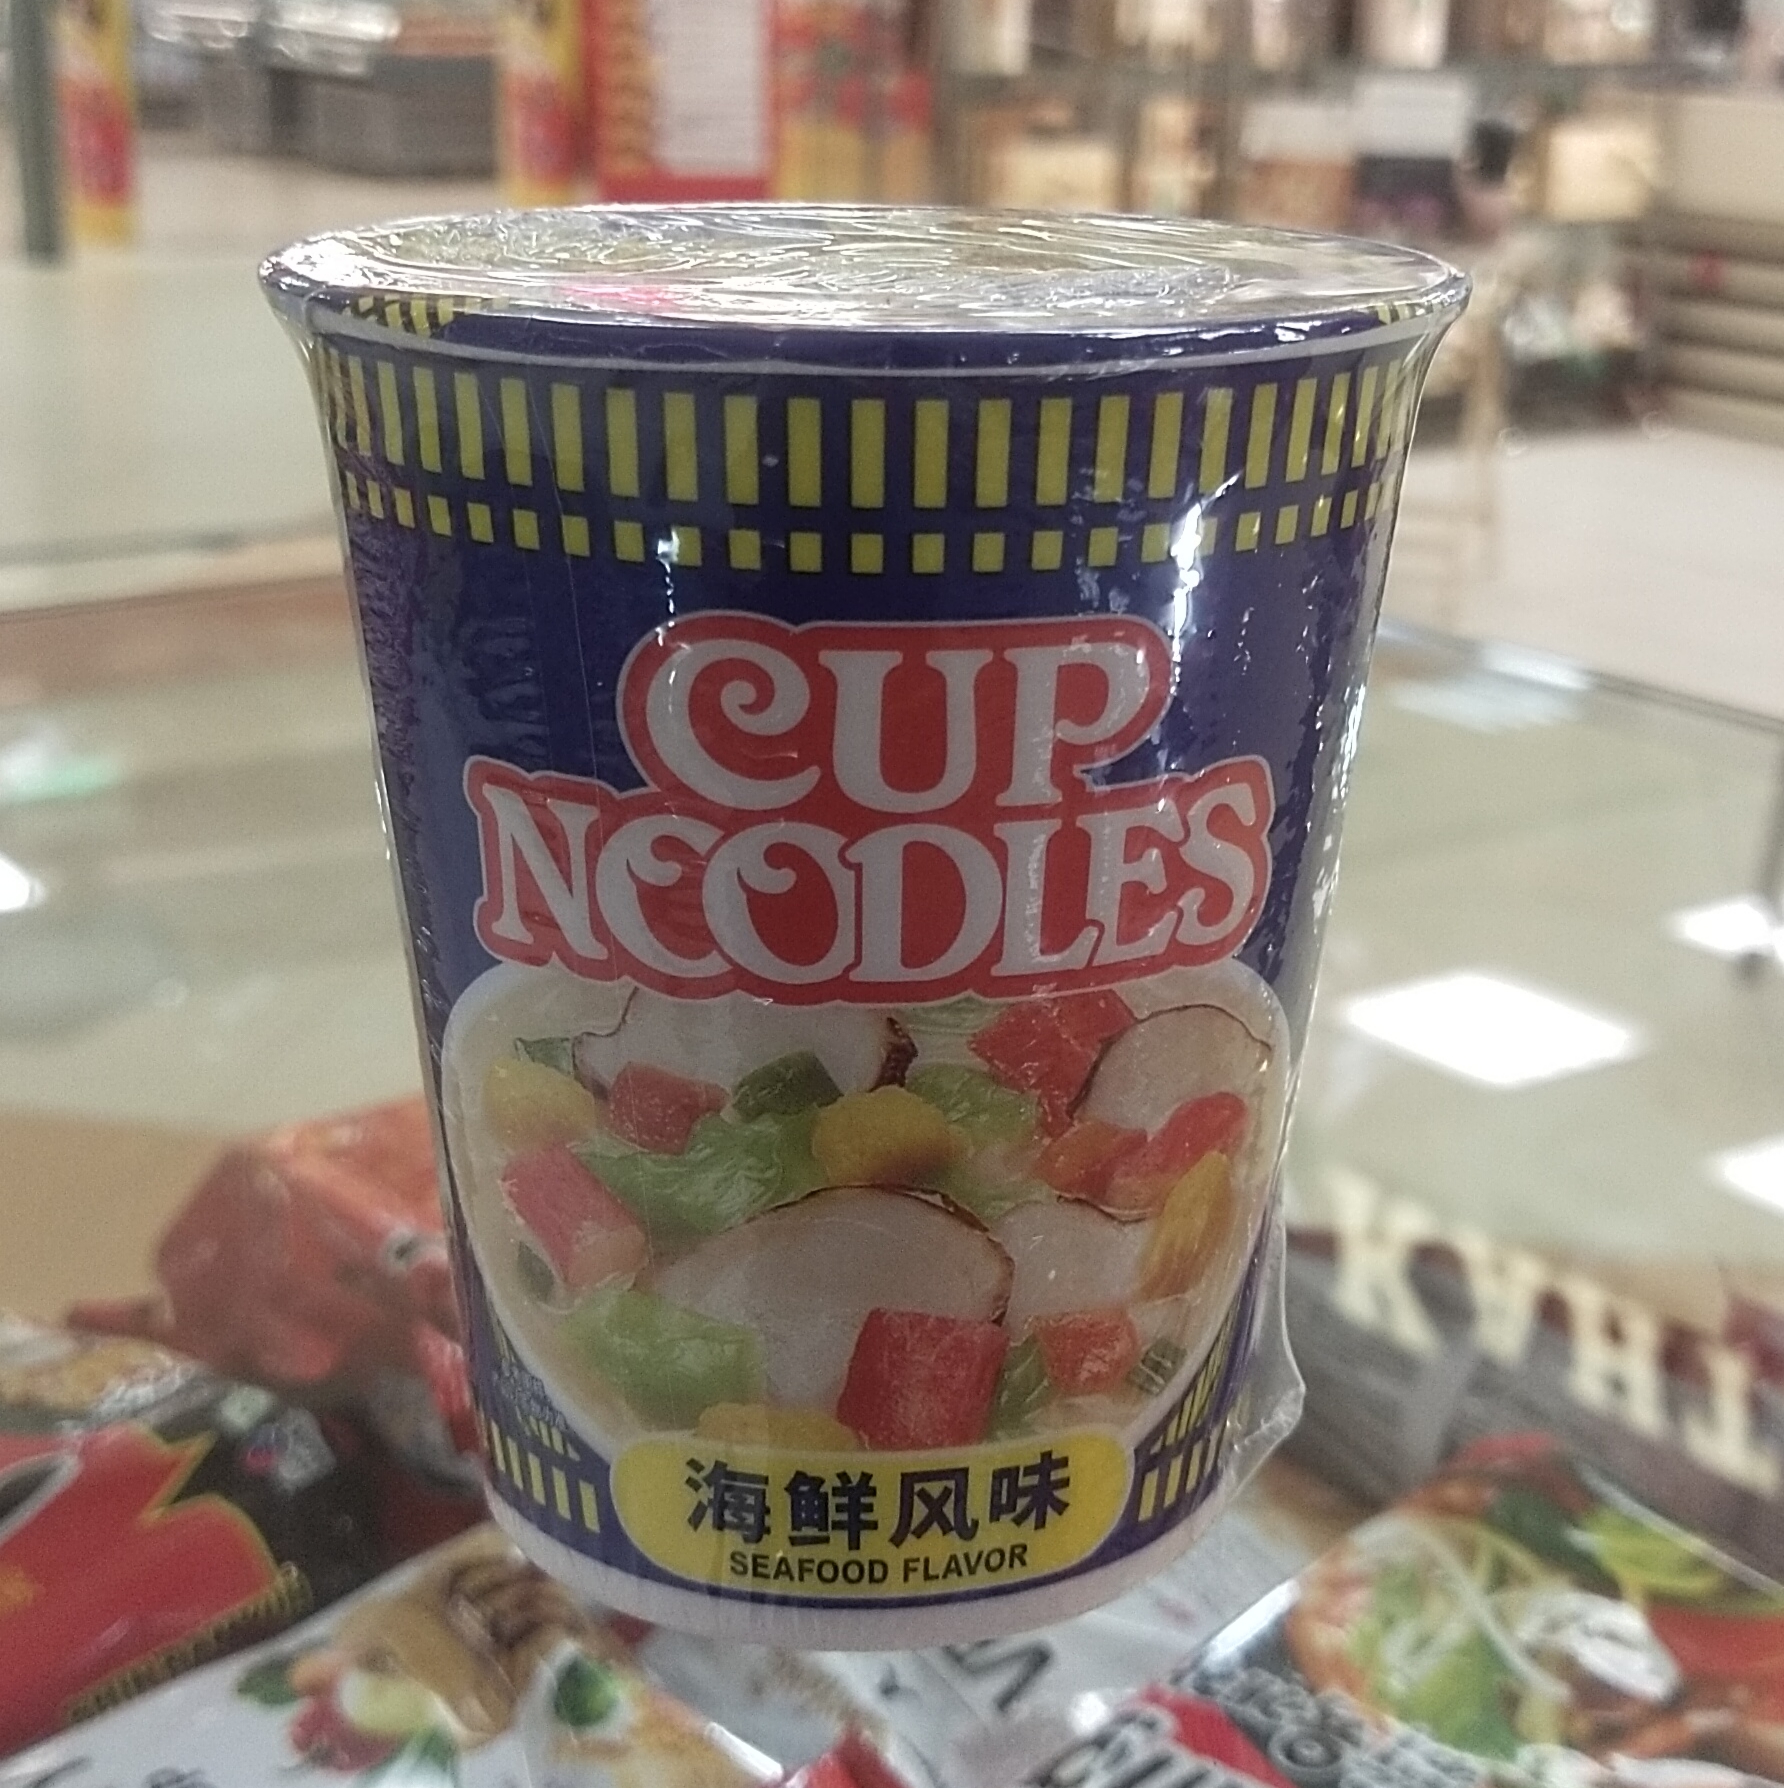 CUP
NOODLES
海鲜风味
SEAFOOD FLAVOR